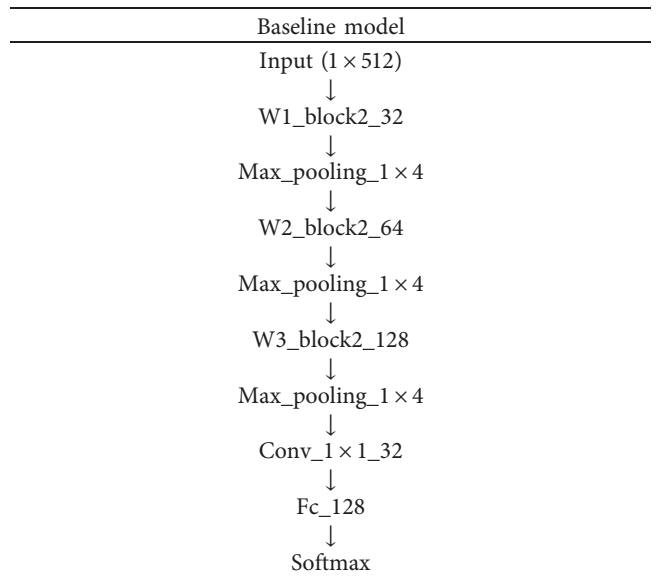 Baseline model
Input (1 × 512)
↓
W1_block2_32
↓
Max_pooling_1 × 4
↓
W2_block2_64
↓
Max_pooling_1 × 4
↓
W3_block2_128
↓
Max_pooling_1 × 4
↓
Conv_1 × 1_32
↓
Fc_128
↓
Softmax